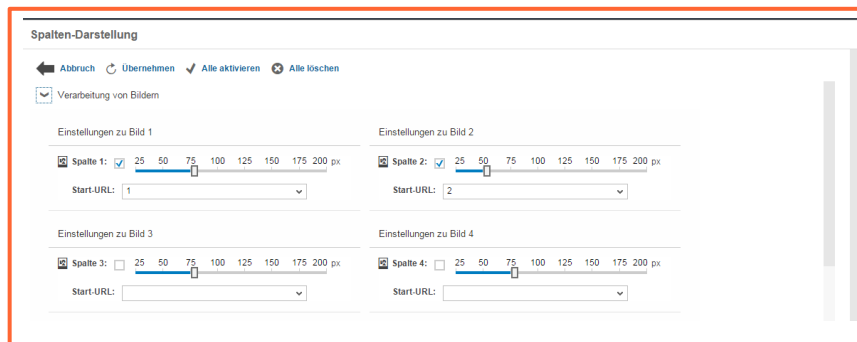 Spalten-Darstellung
Abbruch Übernehmen Alle aktivieren Alle löschen
Verarbeitung von Bildern
Einstellungen zu Bild 1
Spalte 1: 25 50 75 100 125 150 175 200 px
Start-URL: 1
Einstellungen zu Bild 2
Spalte 2: 25 50 75 100 125 150 175 200 px
Start-URL: 2
Einstellungen zu Bild 3
Spalte 3: 25 50 75 100 125 150 175 200 px
Start-URL:
Einstellungen zu Bild 4
Spalte 4: 25 50 75 100 125 150 175 200 px
Start-URL: